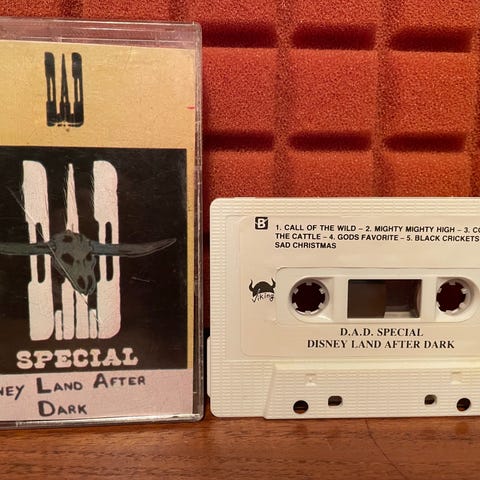 DAD
DAD
SPECIAL
NEY LAND AFTER
DARK
B
1. CALL OF THE WILD – 2. MIGHTY MIGHTY HIGH – 3. CO
THE CATTLE – 4. GODS FAVORITE – 5. BLACK CRICKETS
SAD CHRISTMAS
Viking
D.A.D. SPECIAL
DISNEY LAND AFTER DARK